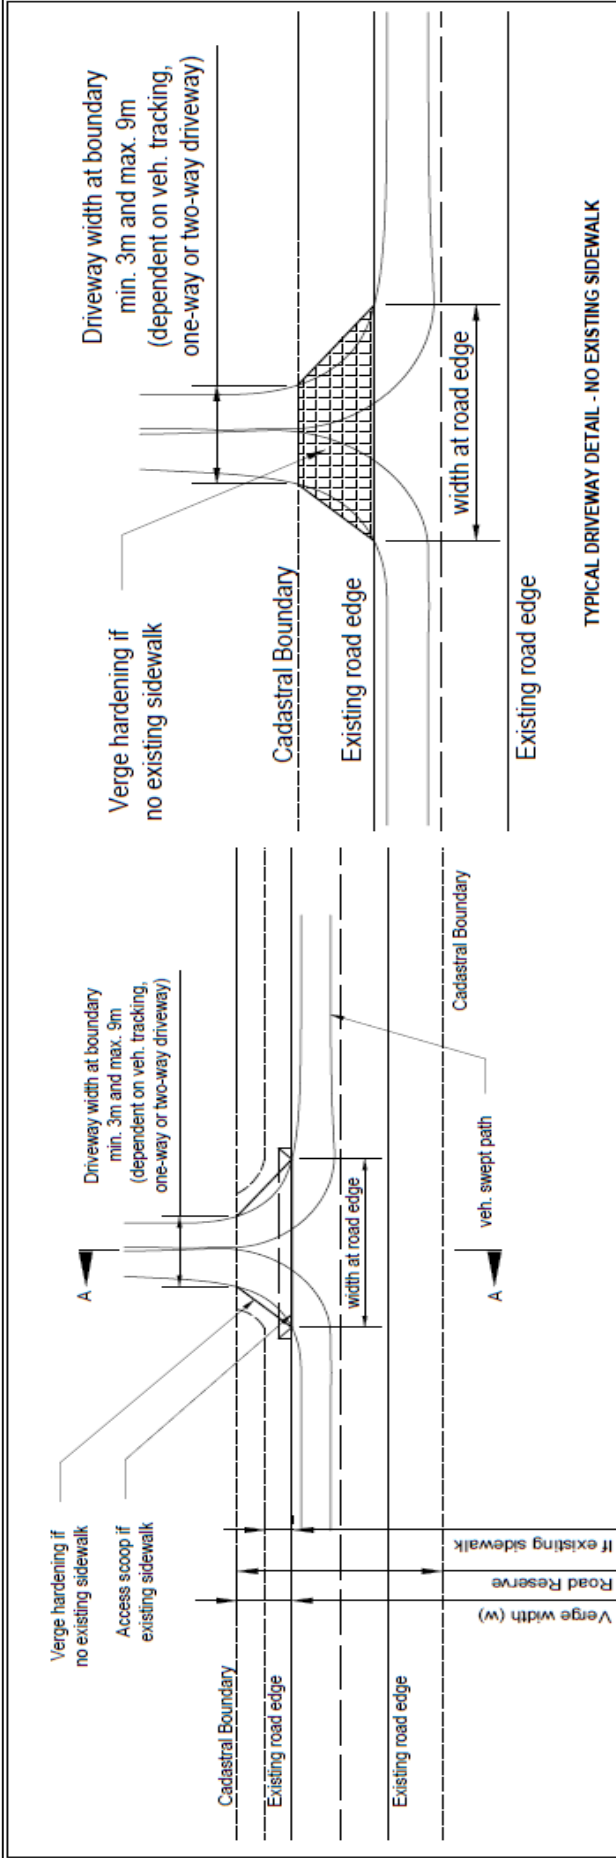 Driveway width at boundary
min. 3m and max. 9m
(dependent on veh. tracking,
one-way or two-way driveway)
Verge hardening if
no existing sidewalk
Access scoop if
existing sidewalk
A
Cadastral Boundary
Existing road edge
width at road edge
Existing road edge
Cadastral Boundary
veh. swept path
A
If existing sidewalk
Road Reserve
Verge width (w)
Driveway width at boundary
min. 3m and max. 9m
(dependent on veh. tracking,
one-way or two-way driveway)
Verge hardening if
no existing sidewalk
Cadastral Boundary
Existing road edge
width at road edge
Existing road edge
TYPICAL DRIVEWAY DETAIL - NO EXISTING SIDEWALK